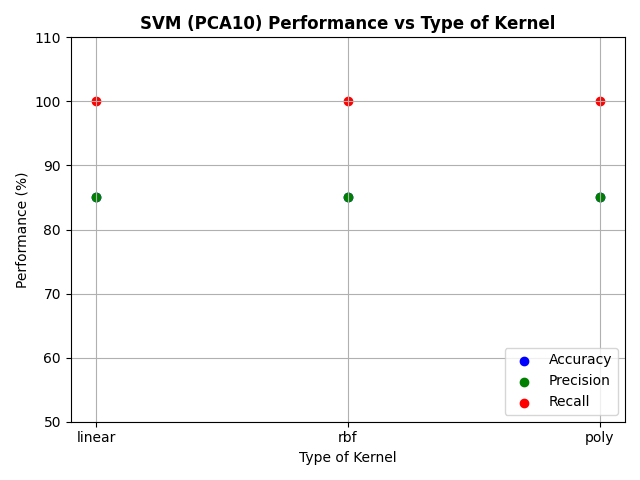 SVM (PCA10) Performance vs Type of Kernel
110
100
90
80
70
60
50
Performance (%)
linear
rbf
poly
Type of Kernel
Accuracy
Precision
Recall